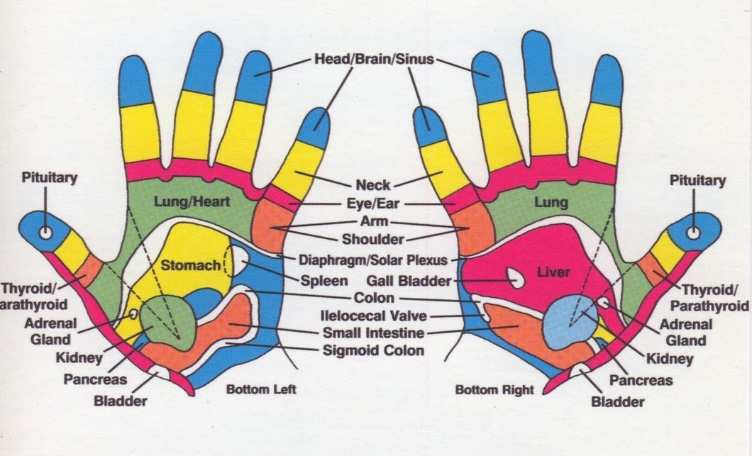 Head/Brain/Sinus
Pituitary
Pituitary
Neck
Lung/Heart
Eye/Ear
Lung
Arm
Shoulder
Diaphragm/Solar Plexus
Stomach
Spleen
Gall Bladder
Liver
Thyroid/
arathyroid
Colon
Thyroid/
Parathyroid
Ilelocecal Valve
Adrenal
Gland
Small Intestine
Adrenal
Gland
Kidney
Sigmoid Colon
Kidney
Pancreas
Pancreas
Bottom Left
Bottom Right
Bladder
Bladder